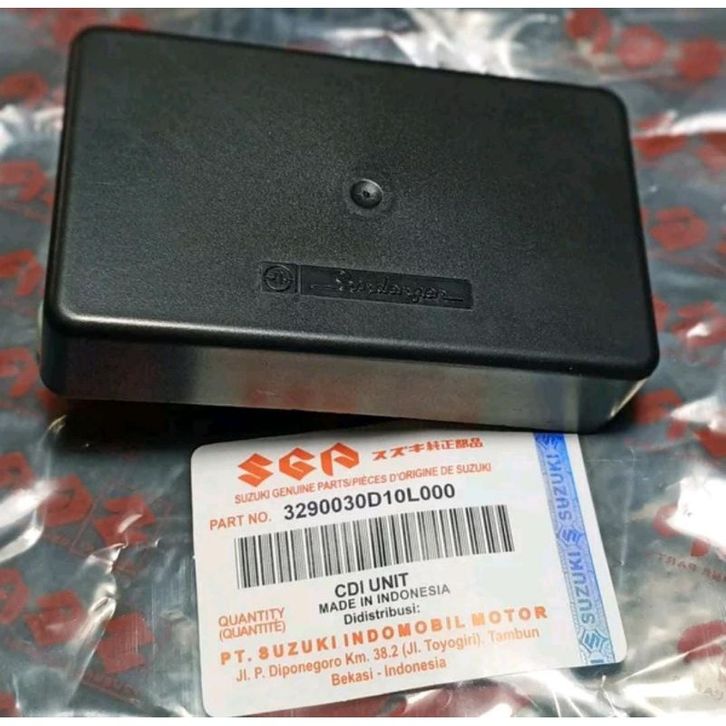 Shindengen
SGP スズキ純正部品
SUZUKI GENUINE PARTS/PIÈCES D'ORIGINE DE SUZUKI
PART NO. 3290030D10L000
CDI UNIT
MADE IN INDONESIA
QUANTITY
(QUANTITE)
Didistribusi:
PT. SUZUKI INDOMOBIL MOTOR
Jl. P. Diponegoro Km. 38.2 (Jl. Toyogiri). Tambun
Bekasi - Indonesia
SUZUKI SUZUKI